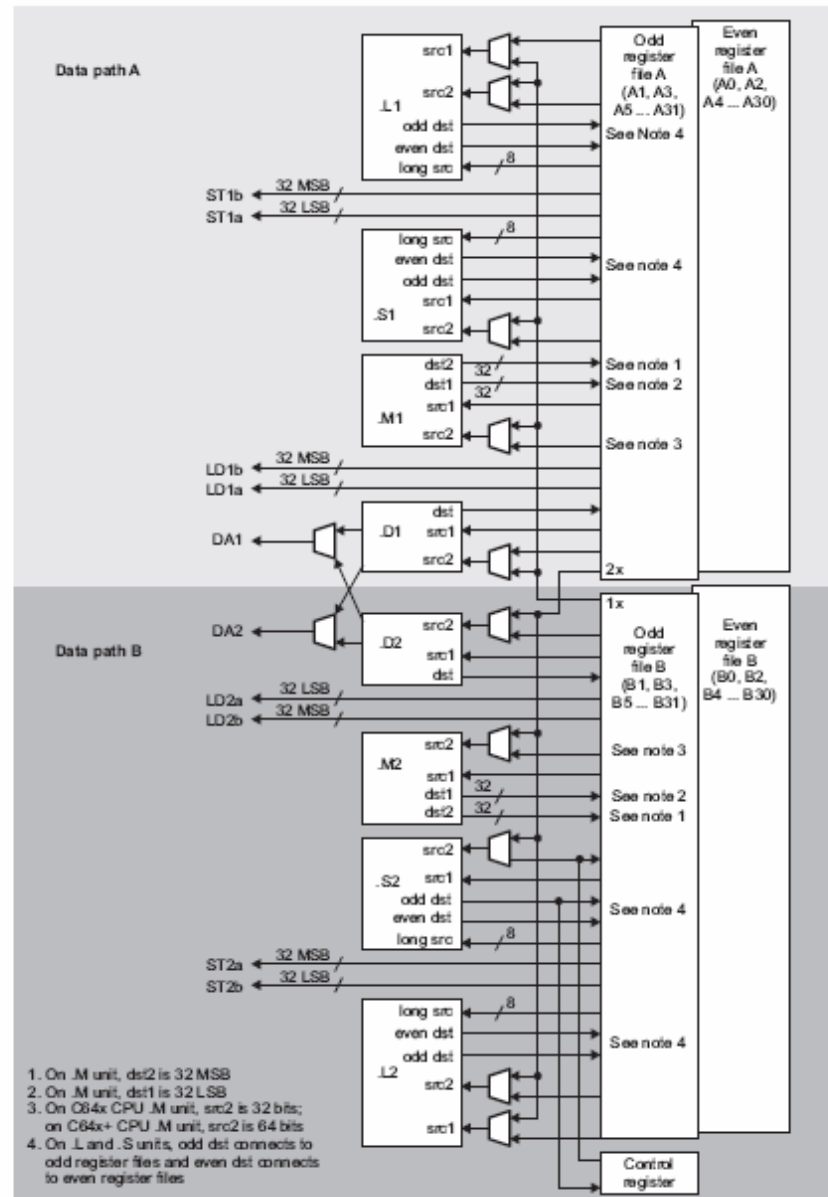 Data path A
src1
src2
.L1
odd dst
even dst
long src
8
Odd
register
file A
(A1, A3,
A5 ... A31)
See Note 4
Even
register
file A
(A0, A2,
A4 ... A30)
ST1b
32 MSB
ST1a
32 LSB
long src
8
even dst
odd dst
See note 4
src1
.S1
src2
dst2
32
See note 1
dst1
32
See note 2
.M1
src1
src2
See note 3
LD1b
32 MSB
LD1a
32 LSB
dst
DA1
.D1
src1
src2
2x
1x
Data path B
DA2
.D2
src2
src1
dst
Odd
register
file B
(B1, B3,
B5 ... B31)
Even
register
file B
(B0, B2,
B4 ... B30)
LD2a
32 LSB
LD2b
32 MSB
src2
See note 3
.M2
src1
dst1
32
See note 2
dst2
32
See note 1
src2
.S2
src1
odd dst
even dst
See note 4
long src
8
ST2a
32 MSB
ST2b
32 LSB
long src
8
even dst
See note 4
odd dst
.L2
src2
src1
1. On .M unit, dst2 is 32 MSB
2. On .M unit, dst1 is 32 LSB
3. On C64x CPU .M unit, src2 is 32 bits;
on C64x+ CPU .M unit, src2 is 64 bits
4. On .L and .S units, odd dst connects to
odd register files and even dst connects
to even register files
Control
register